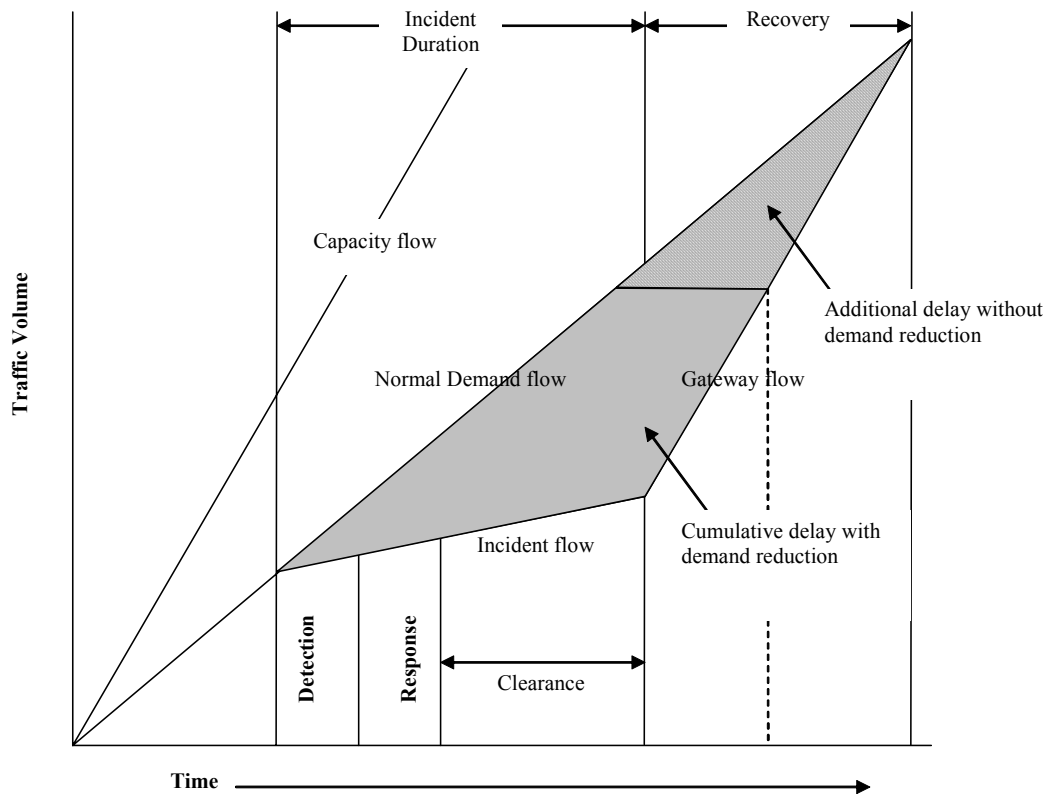 Incident
Duration
Recovery
Capacity flow
Traffic Volume
Additional delay without
demand reduction
Normal Demand flow
Gateway flow
Cumulative delay with
demand reduction
Incident flow
Detection
Response
Clearance
Time